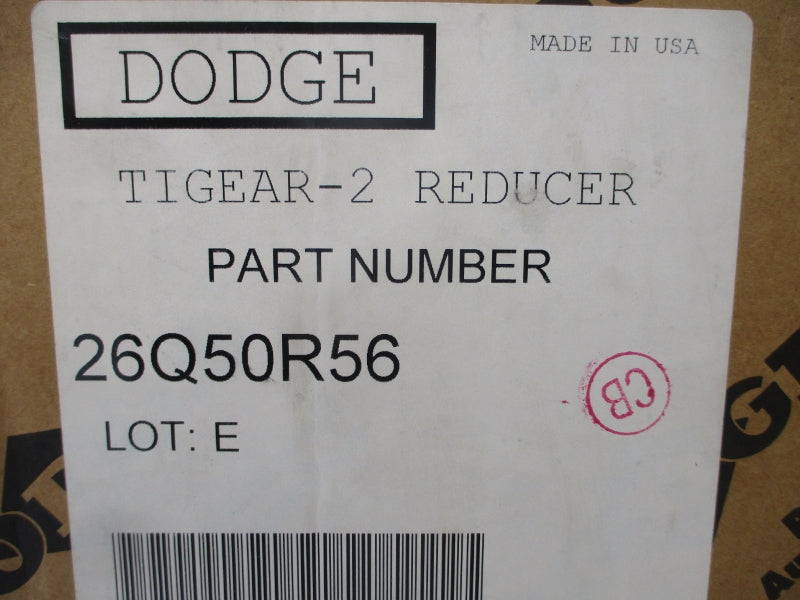 DODGE
MADE IN USA
TIGEAR-2 REDUCER
PART NUMBER
26Q50R56
LOT: E
CB